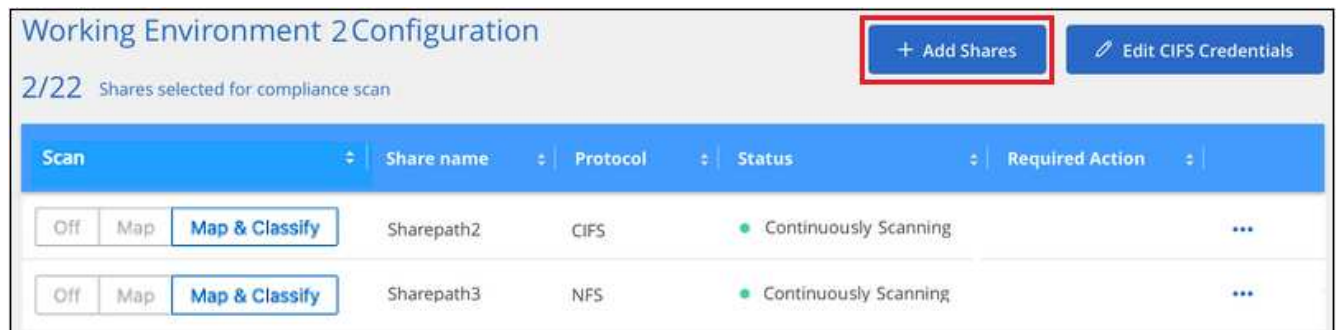 Working Environment 2 Configuration
+ Add Shares
Edit CIFS Credentials
2/22 Shares selected for compliance scan
Scan Share name Protocol Status Required Action
Off Map Map & Classify Sharepath2 CIFS Continuously Scanning ...
Off Map Map & Classify Sharepath3 NFS Continuously Scanning ...